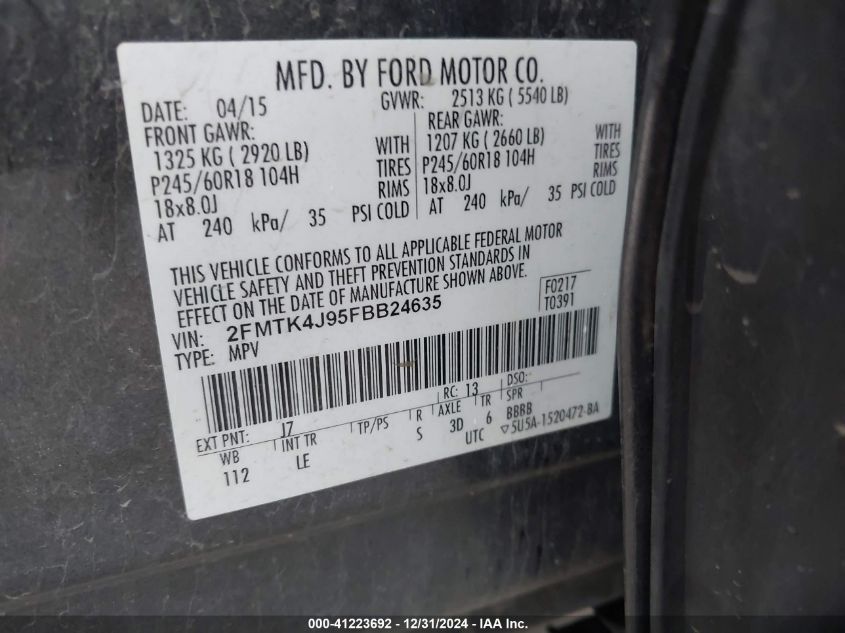 MFD. BY FORD MOTOR CO.
DATE: 04/15 GVWR: 2513 KG ( 5540 LB)
FRONT GAWR: REAR GAWR:
1325 KG ( 2920 LB) WITH 1207 KG ( 2660 LB) WITH
P245/60R18 104H TIRES P245/60R18 104H TIRES
18x8.0J RIMS 18x8.0J RIMS
AT 240 kPa/ 35 PSI COLD AT 240 kPa/ 35 PSI COLD
THIS VEHICLE CONFORMS TO ALL APPLICABLE FEDERAL MOTOR
VEHICLE SAFETY AND THEFT PREVENTION STANDARDS IN
EFFECT ON THE DATE OF MANUFACTURE SHOWN ABOVE.
F0217
T0391
VIN: 2FMTK4J95FBB24635
TYPE: MPV
RC: 13 DSO:
EXT PNT: J7
WB INT TR TP/PS R AXLE TR SPR
112 LE S 3D 6 BBRB
UTC ▽5U5A-1520472-BA
000-41223692 - 12/31/2024 - IAA Inc.